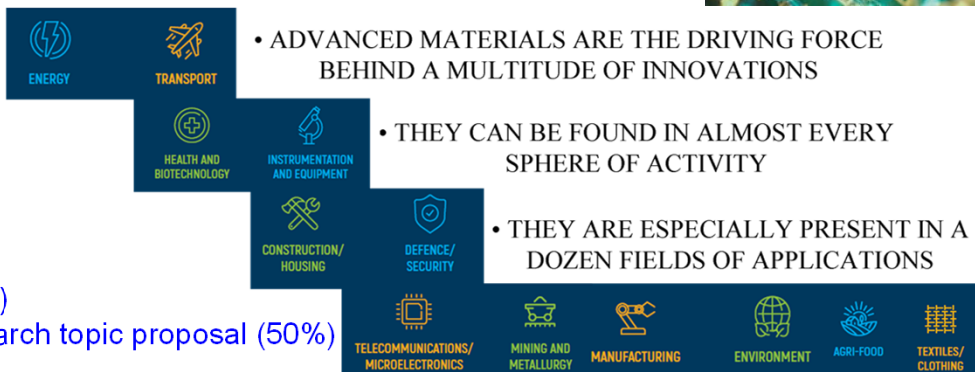 • ADVANCED MATERIALS ARE THE DRIVING FORCE
BEHIND A MULTITUDE OF INNOVATIONS
ENERGY
TRANSPORT
• THEY CAN BE FOUND IN ALMOST EVERY
SPHERE OF ACTIVITY
HEALTH AND
BIOTECHNOLOGY
INSTRUMENTATION
AND EQUIPMENT
• THEY ARE ESPECIALLY PRESENT IN A
DOZEN FIELDS OF APPLICATIONS
CONSTRUCTION/
HOUSING
DEFENCE/
SECURITY
)
arch topic proposal (50%)
TELECOMMUNICATIONS/
MICROELECTRONICS
MINING AND
METALLURGY
MANUFACTURING
ENVIRONMENT
AGRI-FOOD
TEXTILES/
CLOTHING